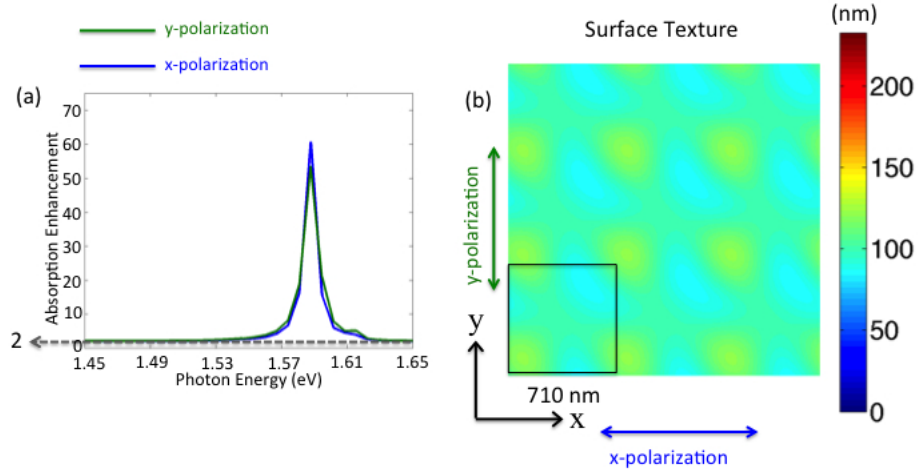 y-polarization
x-polarization
(a)
Absorption Enhancement
70
60
50
40
30
20
10
0
2
1.45 1.49 1.53 1.57 1.61 1.65
Photon Energy (eV)
Surface Texture
(nm)
(b)
y-polarization
y
x
710 nm
x-polarization
200
150
100
50
0